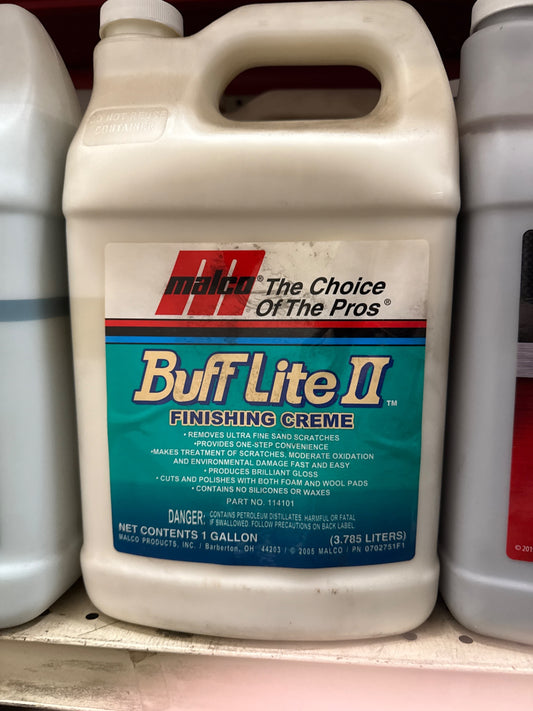 DO NOT REUSE
CONTAINER
malco® The Choice
Of The Pros®
Buff Lite II™
FINISHING CREME
• REMOVES ULTRA FINE SAND SCRATCHES
• PROVIDES ONE-STEP CONVENIENCE
• MAKES TREATMENT OF SCRATCHES, MODERATE OXIDATION
AND ENVIRONMENTAL DAMAGE FAST AND EASY
• PRODUCES BRILLIANT GLOSS
• CUTS AND POLISHES WITH BOTH FOAM AND WOOL PADS
• CONTAINS NO SILICONES OR WAXES
PART NO. 114101
DANGER: CONTAINS PETROLEUM DISTILLATES. HARMFUL OR FATAL
IF SWALLOWED. FOLLOW PRECAUTIONS ON BACK LABEL.
NET CONTENTS 1 GALLON (3.785 LITERS)
MALCO PRODUCTS, INC. / Barberton, OH 44203 / © 2005 MALCO / PN 0702751F1
© 201